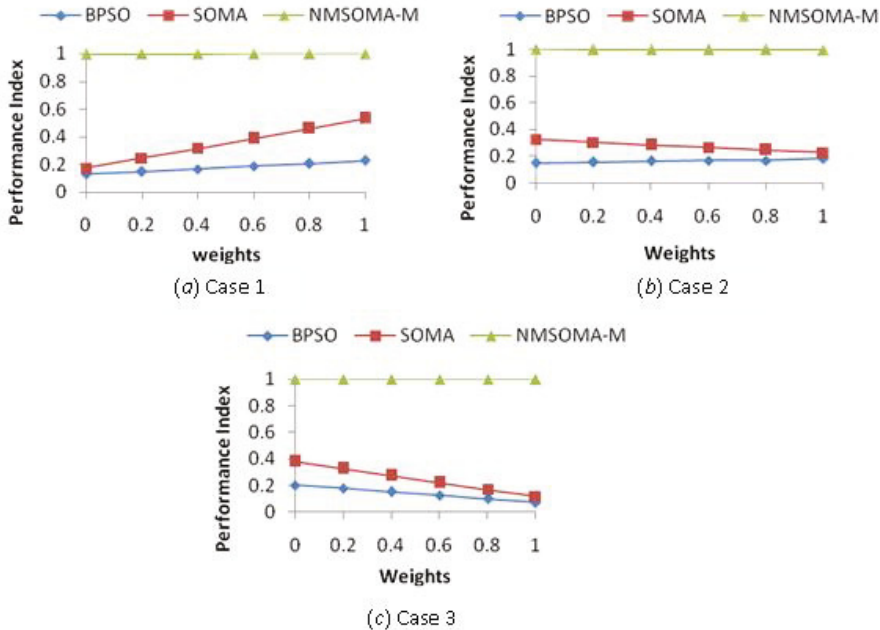 BPSO SOMA NMSOMA-M
Performance Index
1
0.8
0.6
0.4
0.2
0
0 0.2 0.4 0.6 0.8 1
weights
(a) Case 1
BPSO SOMA NMSOMA-M
Performance Index
1
0.8
0.6
0.4
0.2
0
0 0.2 0.4 0.6 0.8 1
Weights
(b) Case 2
BPSO SOMA NMSOMA-M
Performance Index
1
0.8
0.6
0.4
0.2
0
0 0.2 0.4 0.6 0.8 1
Weights
(c) Case 3